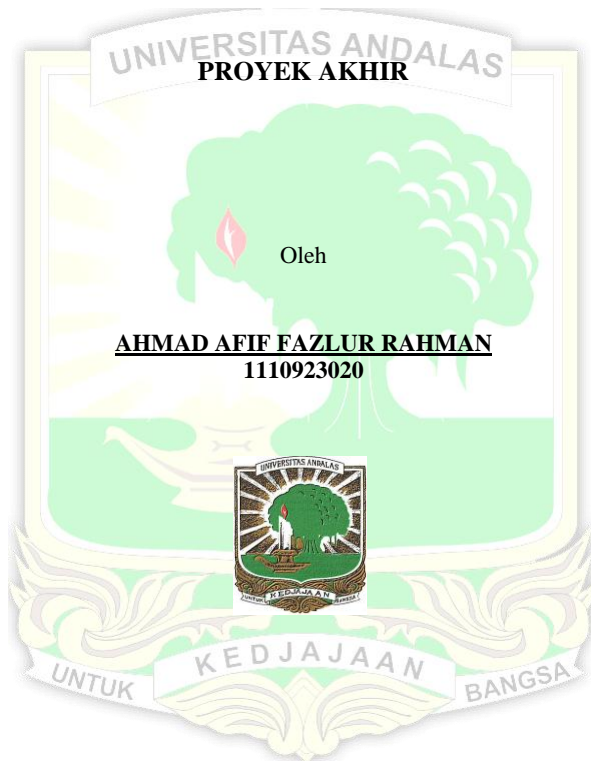 UNIVERSITAS ANDALAS
PROYEK AKHIR
Oleh
AHMAD AFIF FAZLUR RAHMAN
1110923020
UNIVERSITAS ANDALAS
UNTUK KEDJAJAAN BANGSA
UNTUK KEDJAJAAN BANGSA